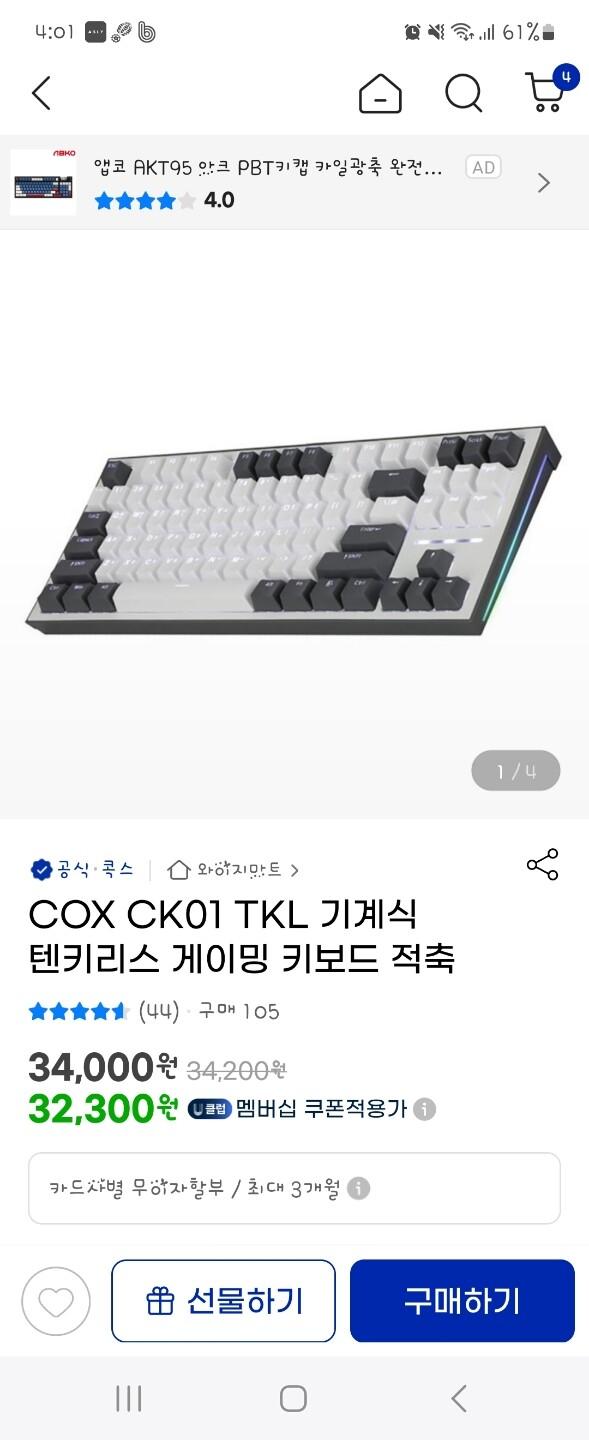 4:01 61%
4
ABKO
앱코 AKT95 앙크 PBT키캡 카일광축 완전... AD
4.0
1 / 4
공식·콕스 와이지마트 >
COX CK01 TKL 기계식
텐키리스 게이밍 키보드 적축
(44) · 구매 105
34,000원 34,200원
32,300원 U클럽 멤버십 쿠폰적용가
카드사별 무이자할부 / 최대 3개월
선물하기 구매하기